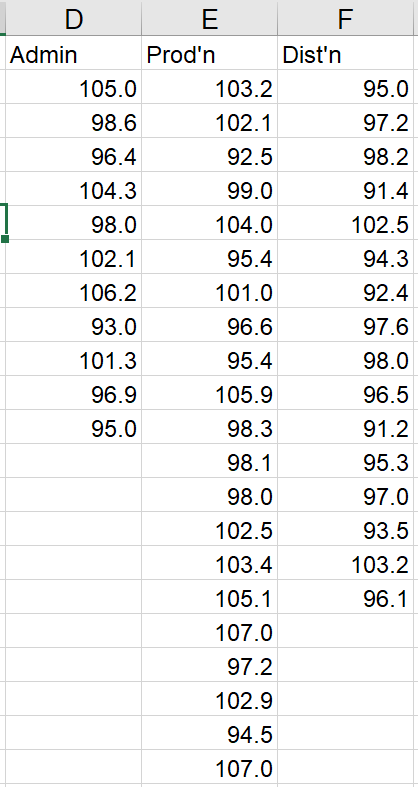 D E F
Admin Prod'n Dist'n
105.0 103.2 95.0
98.6 102.1 97.2
96.4 92.5 98.2
104.3 99.0 91.4
98.0 104.0 102.5
102.1 95.4 94.3
106.2 101.0 92.4
93.0 96.6 97.6
101.3 95.4 98.0
96.9 105.9 96.5
95.0 98.3 91.2
98.1 95.3
98.0 97.0
102.5 93.5
103.4 103.2
105.1 96.1
107.0
97.2
102.9
94.5
107.0